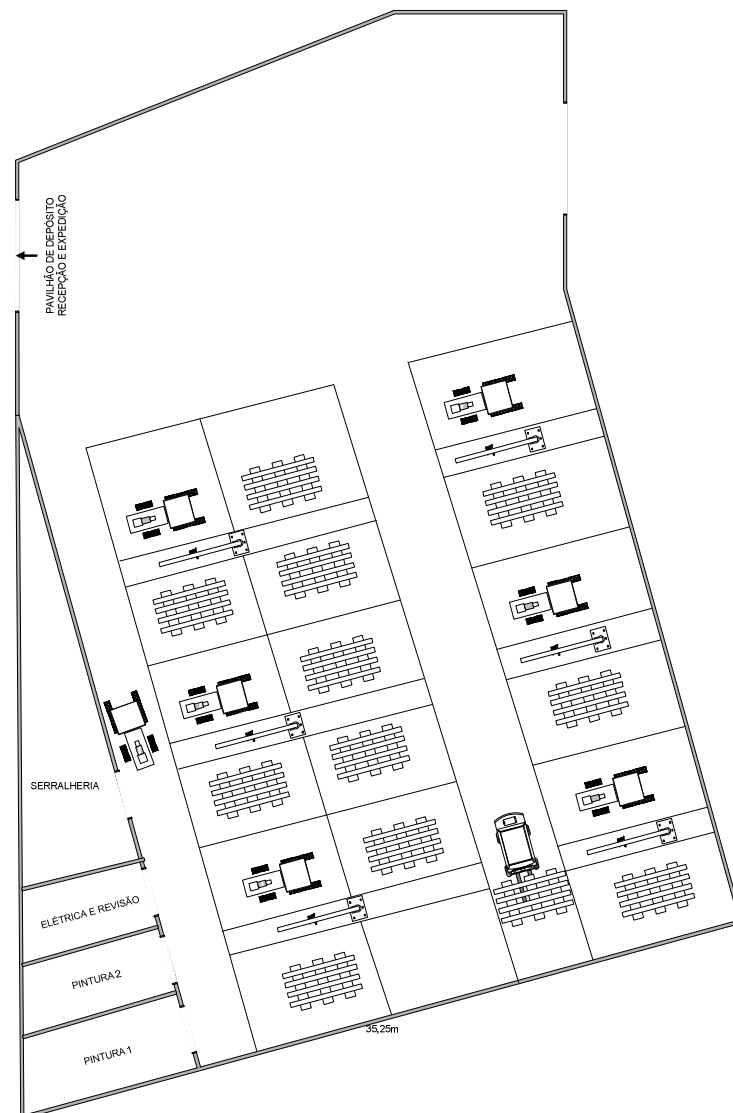 PAVILHÃO DE DEPÓSITO
RECEPÇÃO E EXPEDIÇÃO
SERRALHERIA
ELÉTRICA E REVISÃO
PINTURA 2
PINTURA 1
35,25m